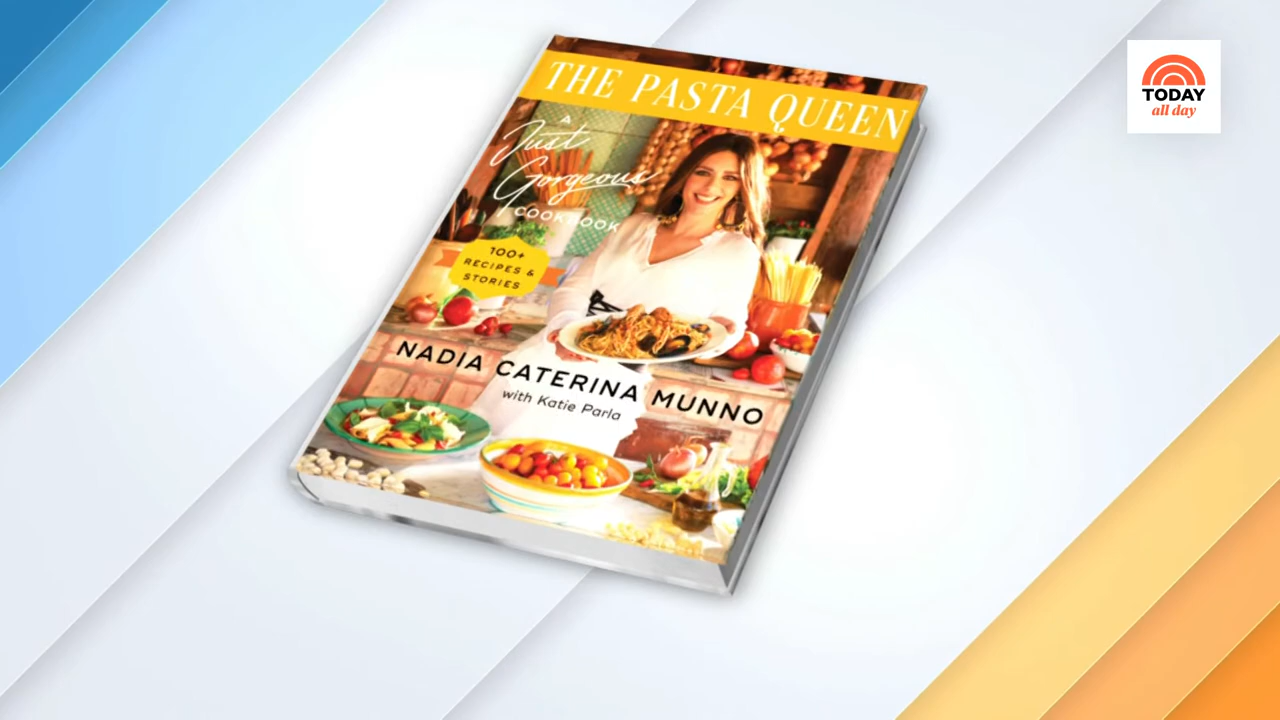 THE PASTA QUEEN
A
Just
Gorgeous
COOKBOOK
100+
RECIPES &
STORIES
NADIA CATERINA MUNNO
with Katie Parla
TODAY
all day